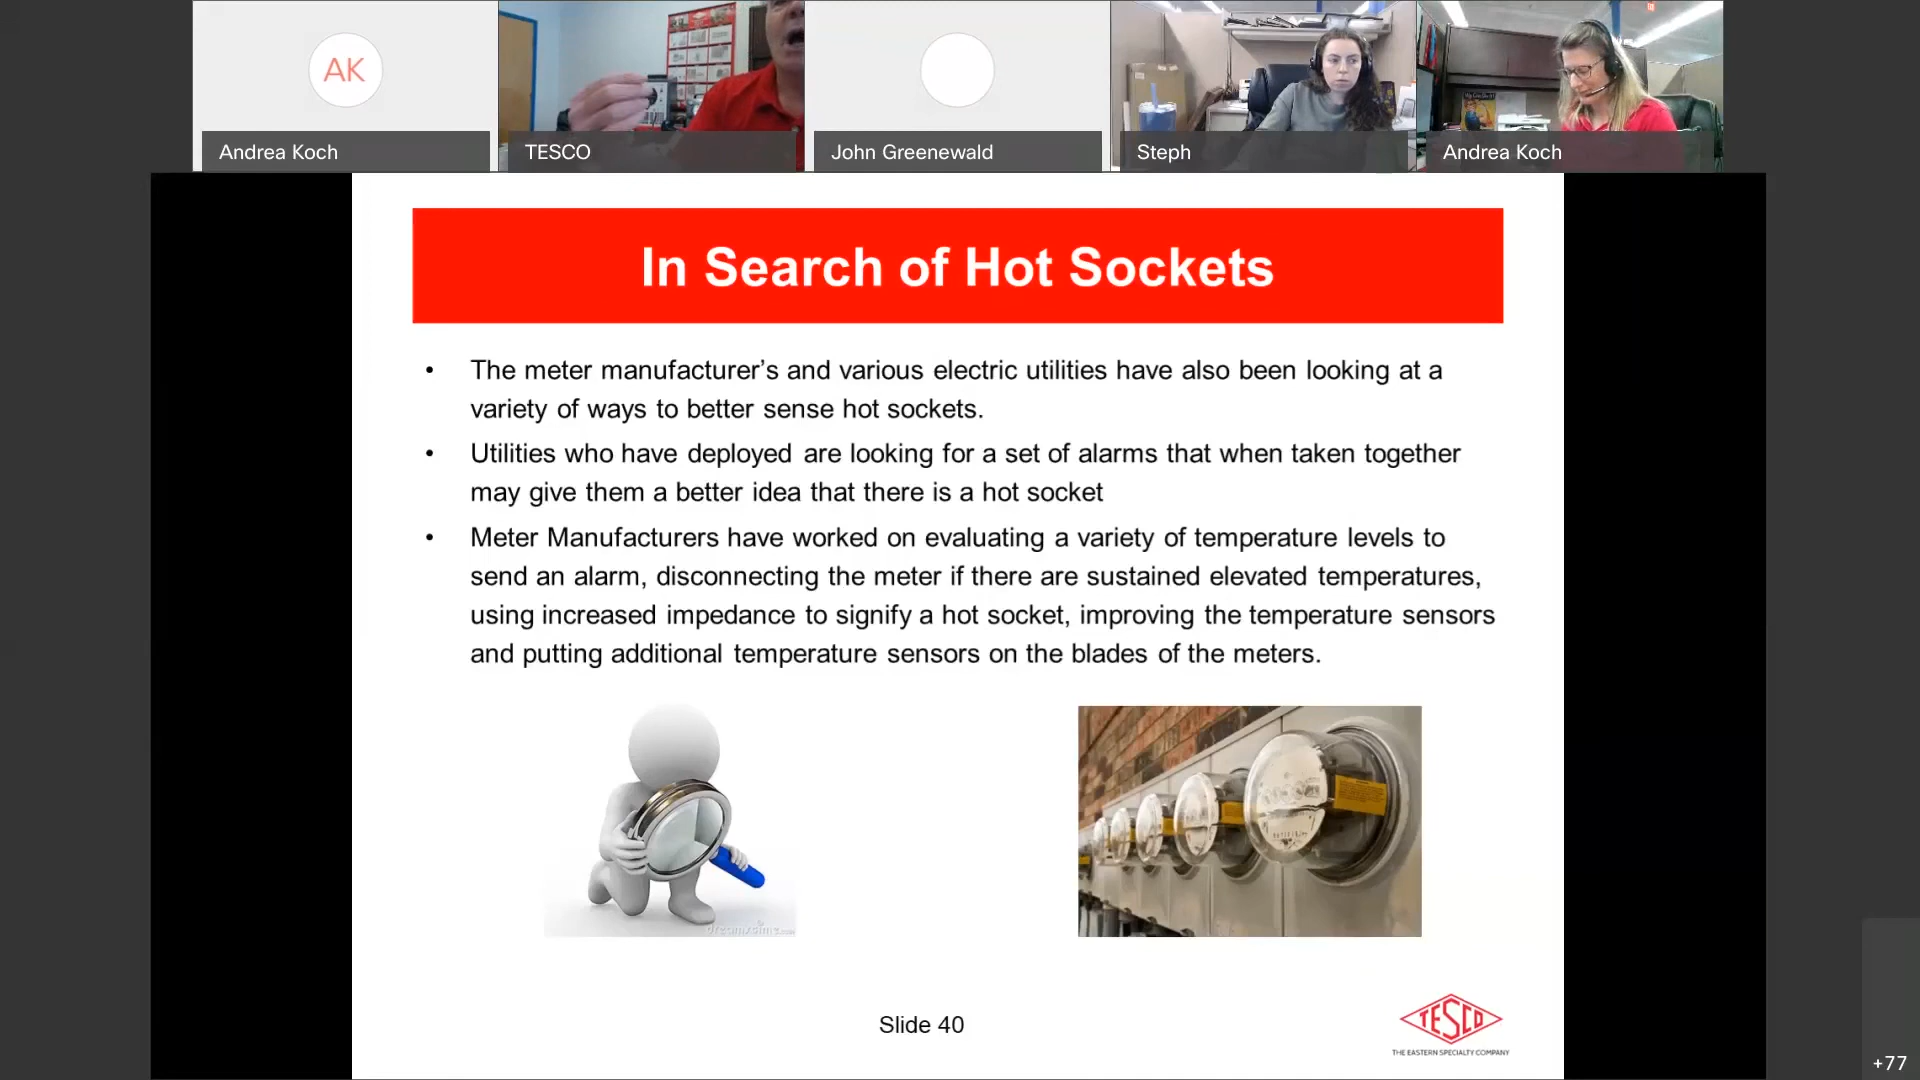 AK
Andrea Koch
TESCO
John Greenewald
Steph
Andrea Koch
In Search of Hot Sockets
• The meter manufacturer’s and various electric utilities have also been looking at a
variety of ways to better sense hot sockets.
• Utilities who have deployed are looking for a set of alarms that when taken together
may give them a better idea that there is a hot socket
• Meter Manufacturers have worked on evaluating a variety of temperature levels to
send an alarm, disconnecting the meter if there are sustained elevated temperatures,
using increased impedance to signify a hot socket, improving the temperature sensors
and putting additional temperature sensors on the blades of the meters.
dreamstime.com
Slide 40
TESCO
THE EASTERN SPECIALTY COMPANY
+77